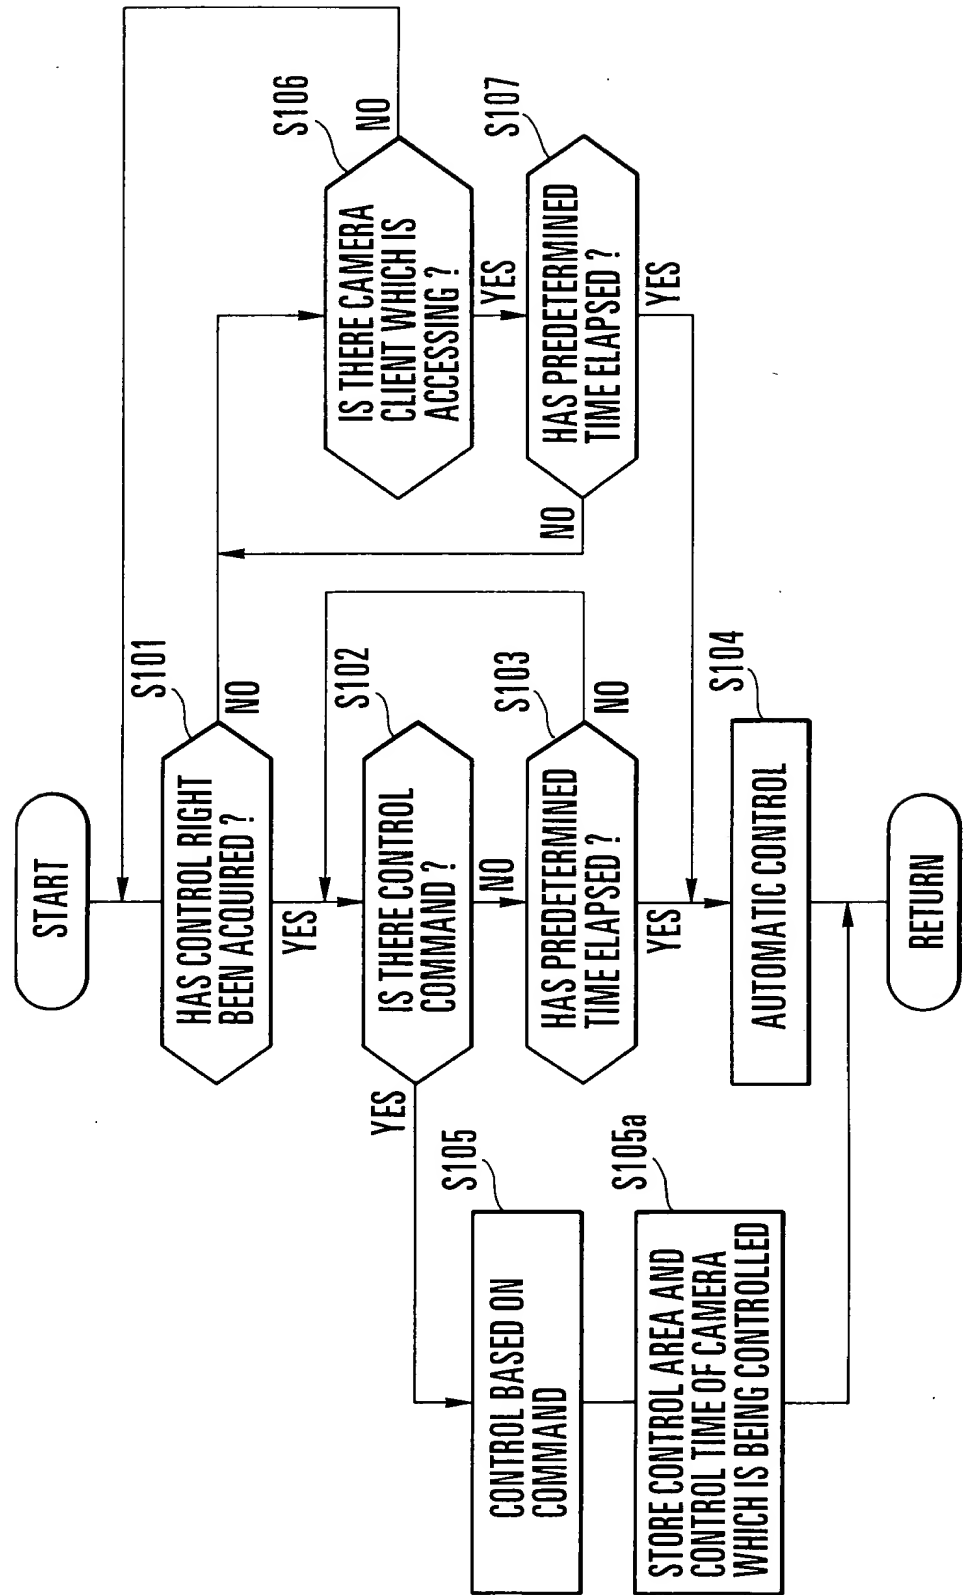 START
S101
HAS CONTROL RIGHT
BEEN ACQUIRED ?
NO
YES
S102
IS THERE CONTROL
COMMAND ?
YES
NO
S103
HAS PREDETERMINED
TIME ELAPSED ?
NO
YES
S104
AUTOMATIC CONTROL
RETURN
S105
CONTROL BASED ON
COMMAND
S105a
STORE CONTROL AREA AND
CONTROL TIME OF CAMERA
WHICH IS BEING CONTROLLED
S106
IS THERE CAMERA
CLIENT WHICH IS
ACCESSING ?
NO
YES
S107
HAS PREDETERMINED
TIME ELAPSED ?
NO
YES